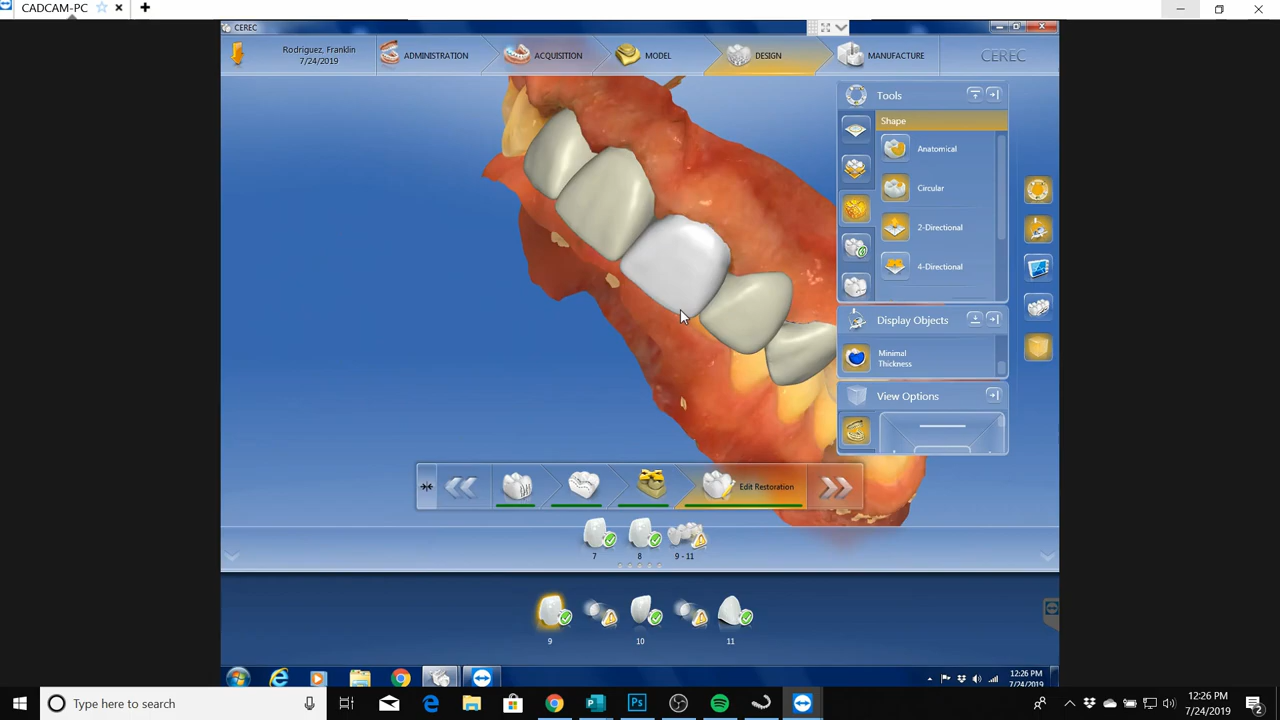 CADCAM-PC
CEREC
Rodriguez, Franklin
7/24/2019
ADMINISTRATION
ACQUISITION
MODEL
DESIGN
MANUFACTURE
CEREC
Tools
Shape
Anatomical
Circular
2-Directional
4-Directional
Display Objects
Minimal
Thickness
View Options
Edit Restoration
7
8
9 - 11
9
10
11
12:26 PM
7/24/2019
Type here to search
12:26 PM
7/24/2019
2